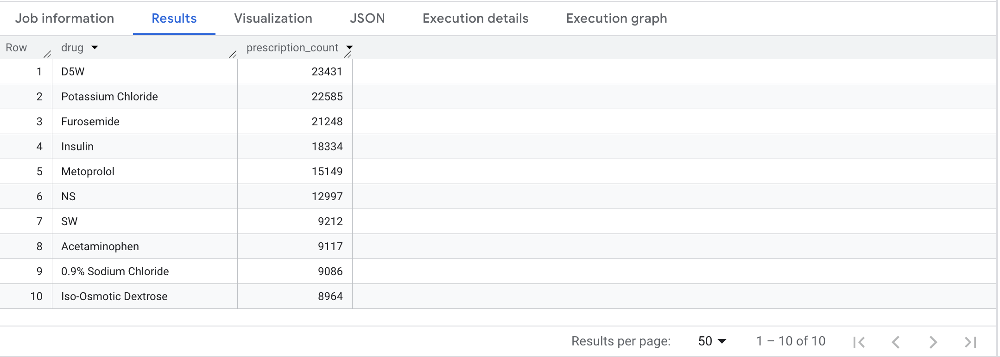 Job information Results Visualization JSON Execution details Execution graph
Row drug prescription_count
1 D5W 23431
2 Potassium Chloride 22585
3 Furosemide 21248
4 Insulin 18334
5 Metoprolol 15149
6 NS 12997
7 SW 9212
8 Acetaminophen 9117
9 0.9% Sodium Chloride 9086
10 Iso-Osmotic Dextrose 8964
Results per page: 50 1 – 10 of 10